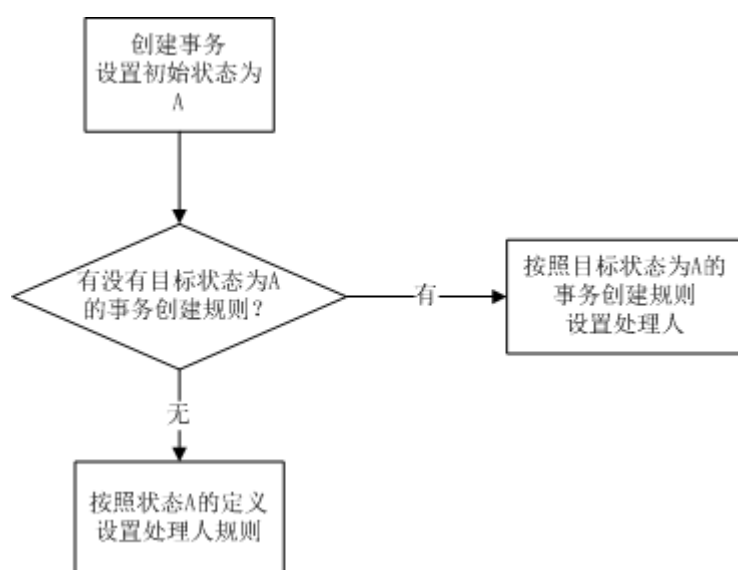 创建事务
设置初始状态为
A
有没有目标状态为A
的事务创建规则？
有
按照目标状态为A的
事务创建规则
设置处理人
无
按照状态A的定义
设置处理人规则